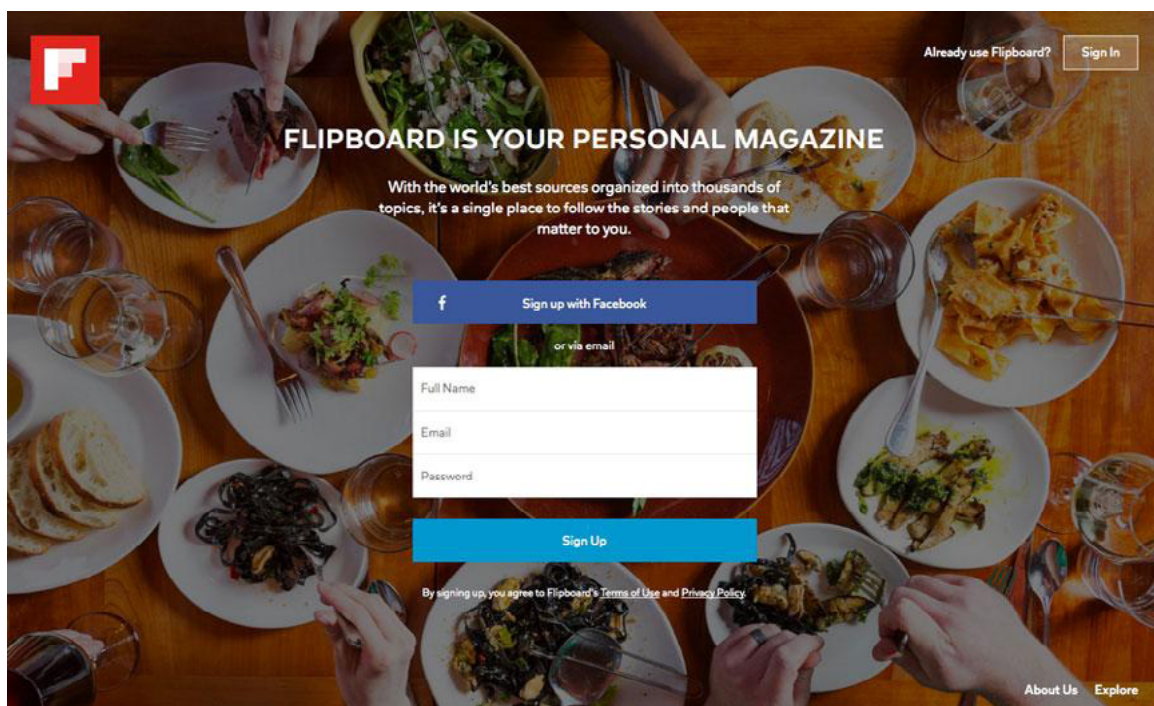 Already use Flipboard?
Sign In
FLIPBOARD IS YOUR PERSONAL MAGAZINE
With the world's best sources organized into thousands of
topics, it's a single place to follow the stories and people that
matter to you.
f Sign up with Facebook
or via email
Full Name
Email
Password
Sign Up
By signing up, you agree to Flipboard's Terms of Use and Privacy Policy.
About Us Explore